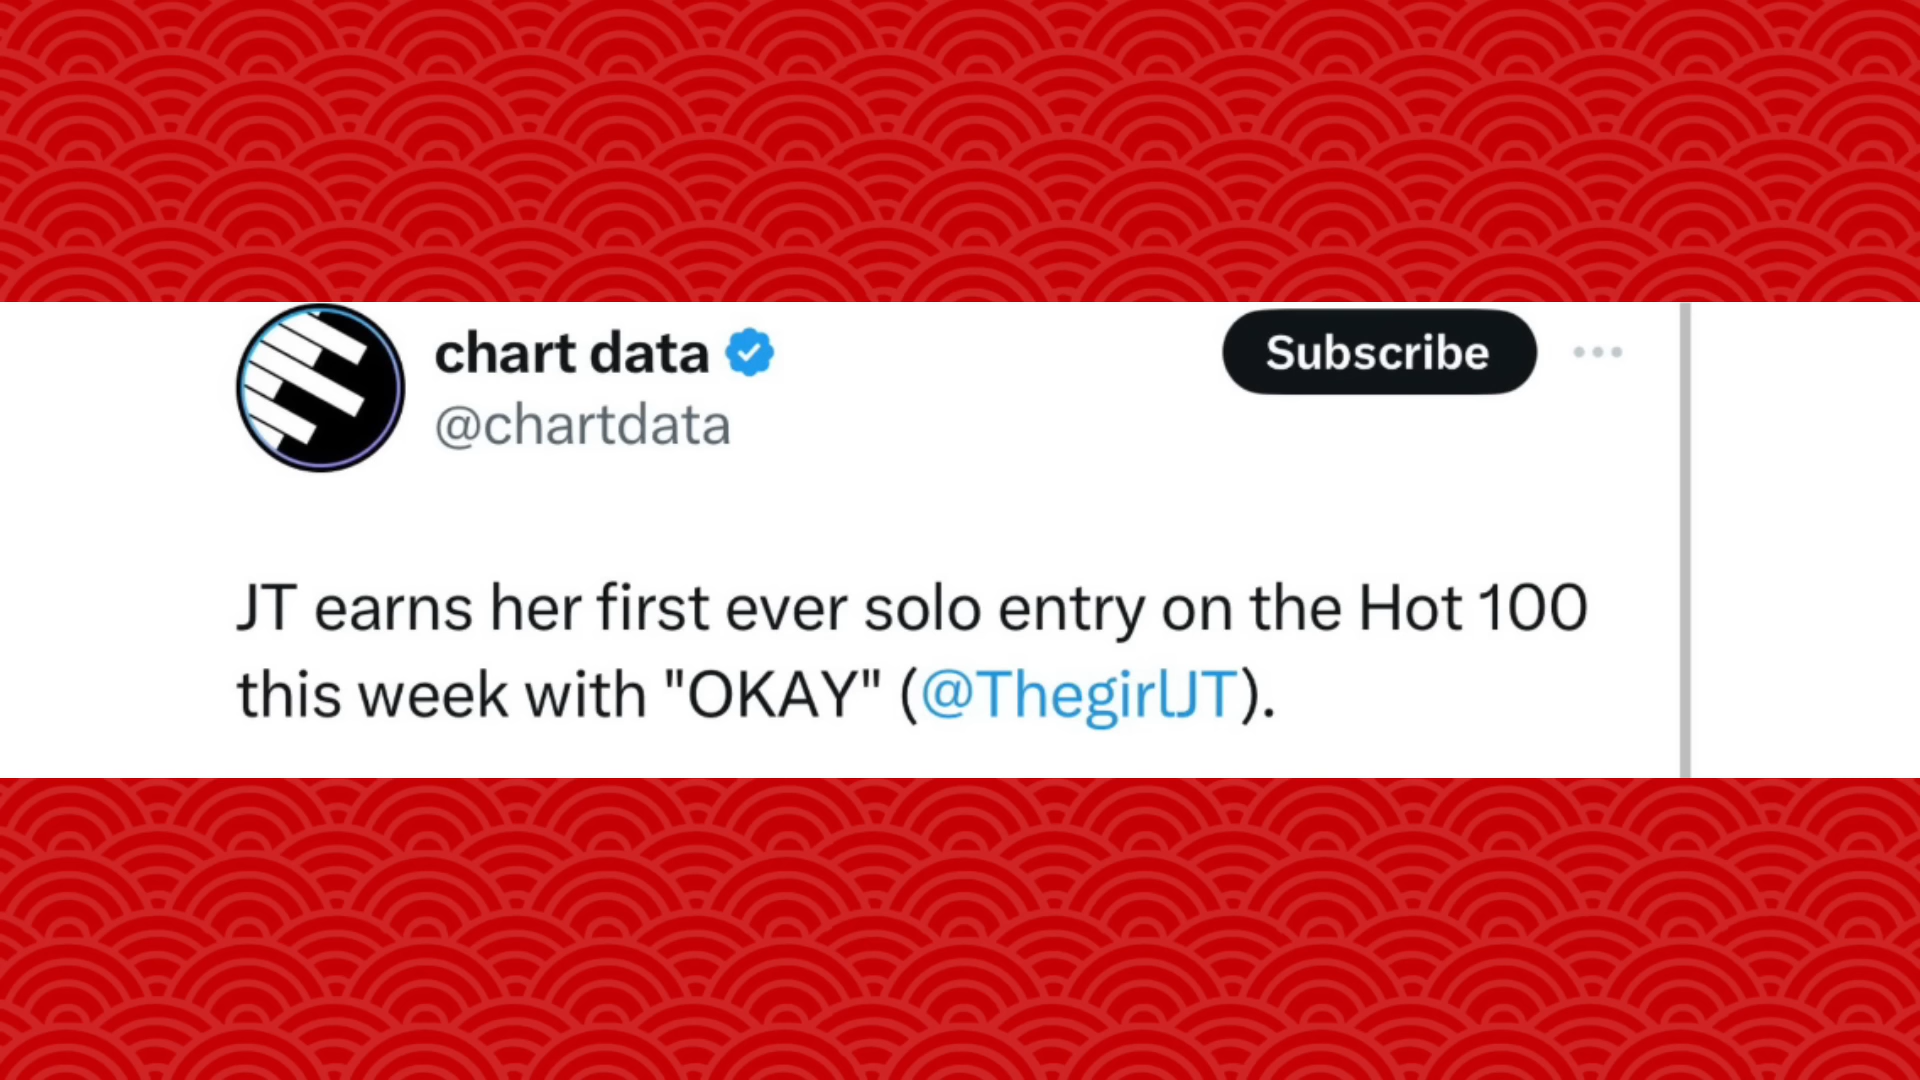 chart data
Subscribe
@chartdata
JT earns her first ever solo entry on the Hot 100
this week with "OKAY" (@ThegirlJT).